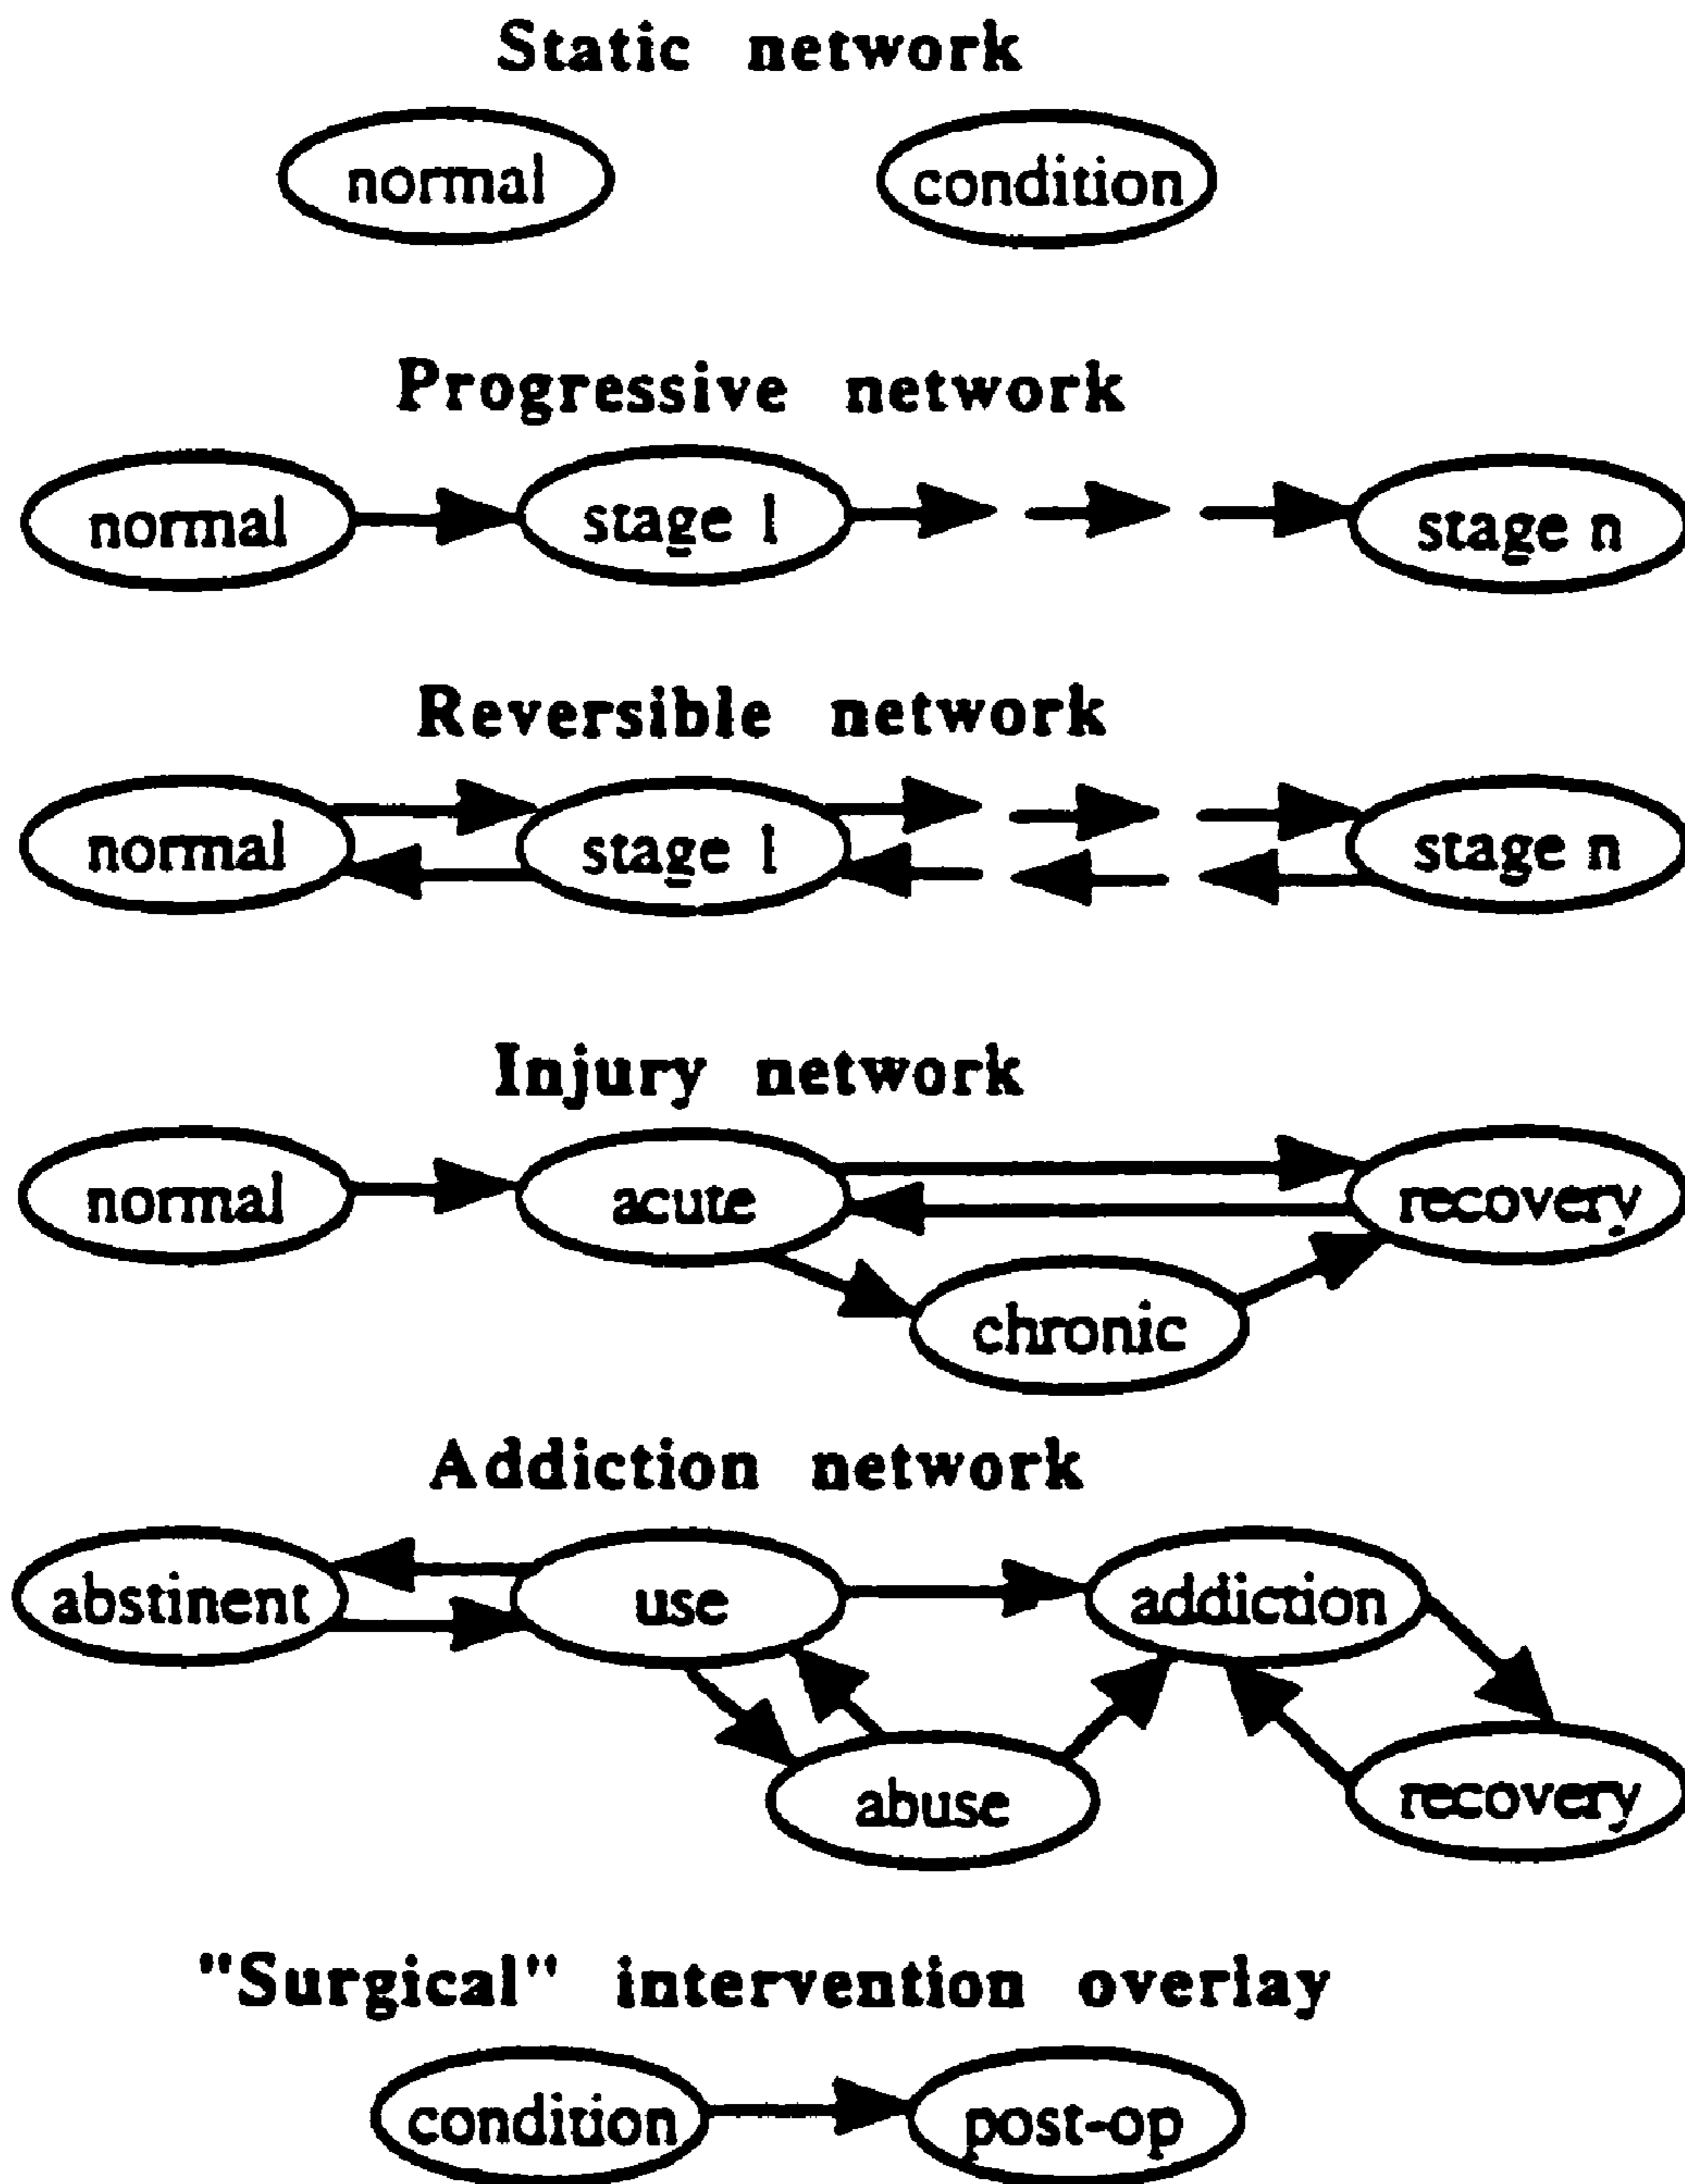 Static network
normal condition
Progressive network
normal stage 1 stage n
Reversible network
normal stage 1 stage n
Injury network
normal acute recovery
chronic
Addiction network
abstinent use addiction
abuse recovery
"Surgical" intervention overlay
condition post-op